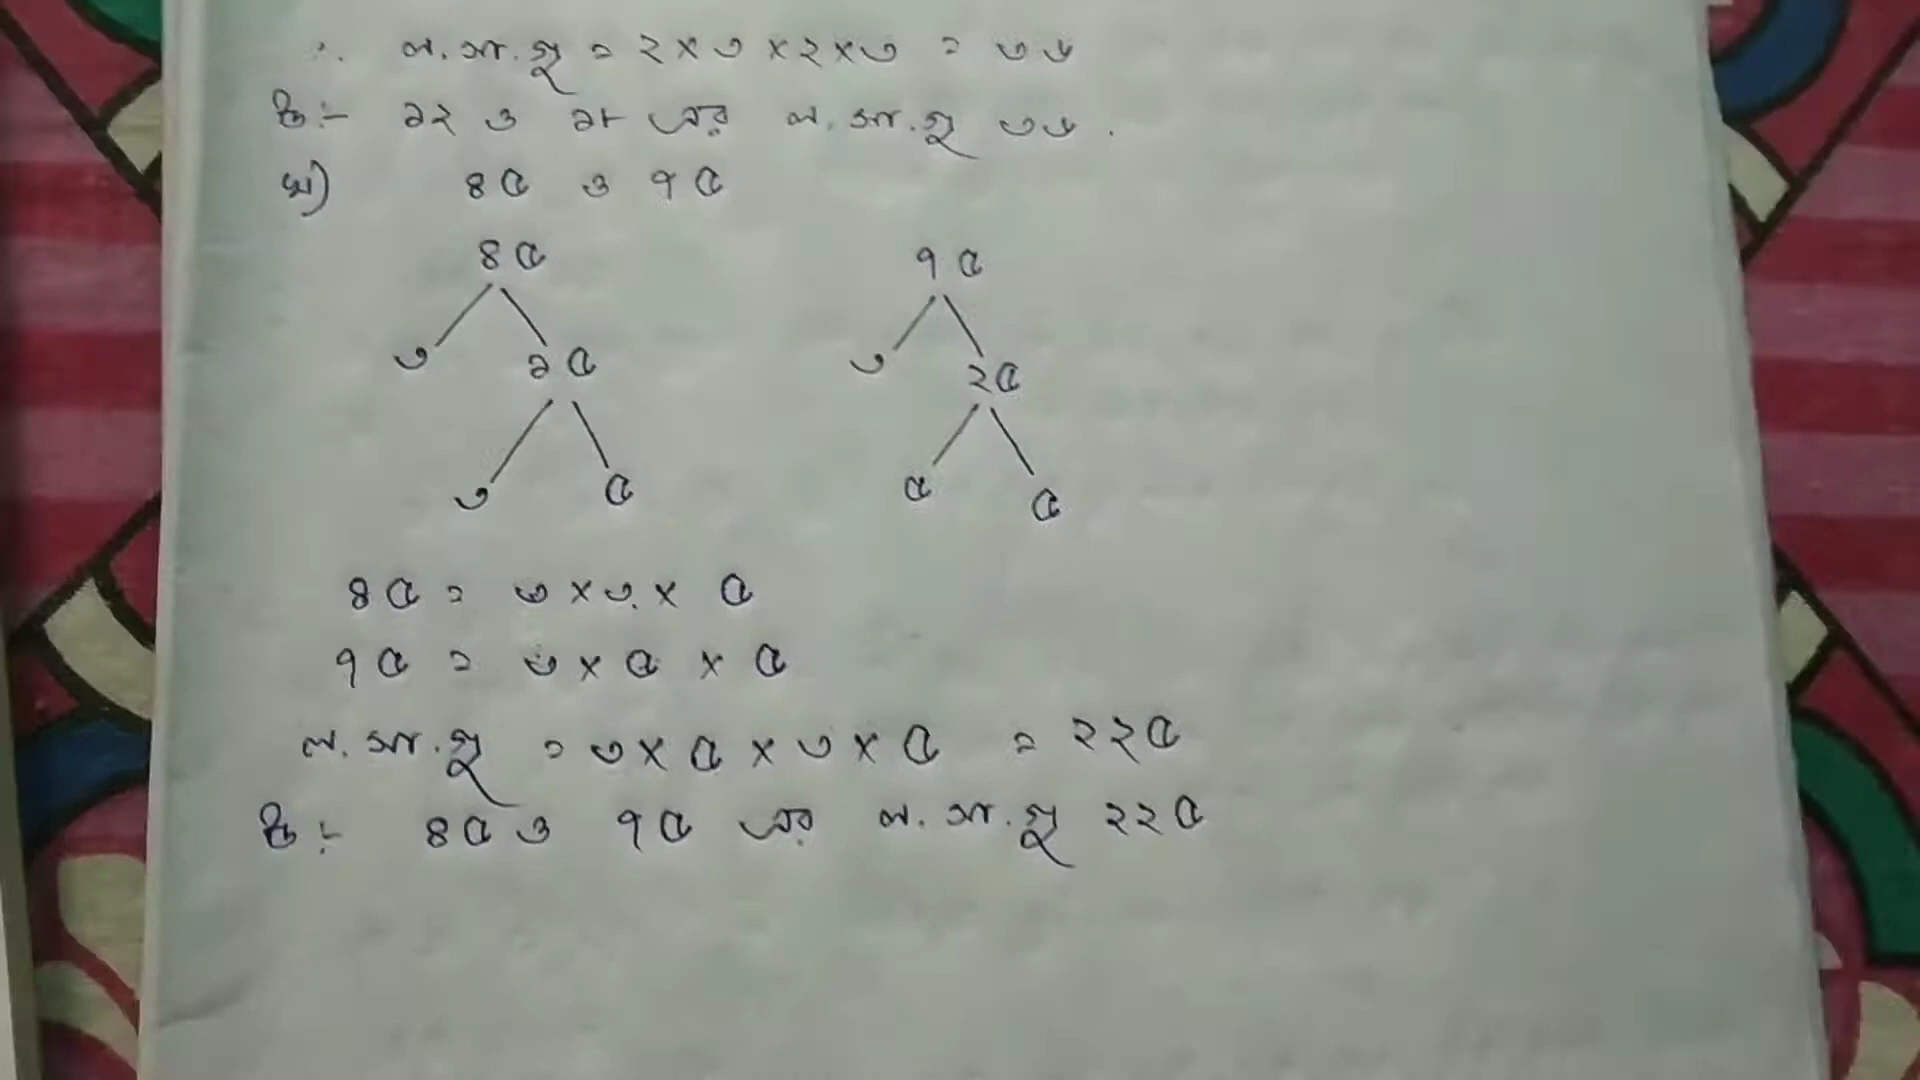 ∴ ল.সা.গু = ২×৩×২×৩ = ৩৬
উঃ- ১২ ও ১৮ এর ল.সা.গু ৩৬.
খ) ৪৫ ও ৭৫
৪৫ ৭৫
৩ ১৫ ৩ ২৫
৩ ৫ ৫ ৫
৪৫ = ৩×৩×৫
৭৫ = ৩×৫×৫
ল.সা.গু = ৩×৫×৩×৫ = ২২৫
উঃ- ৪৫ ও ৭৫ এর ল.সা.গু ২২৫